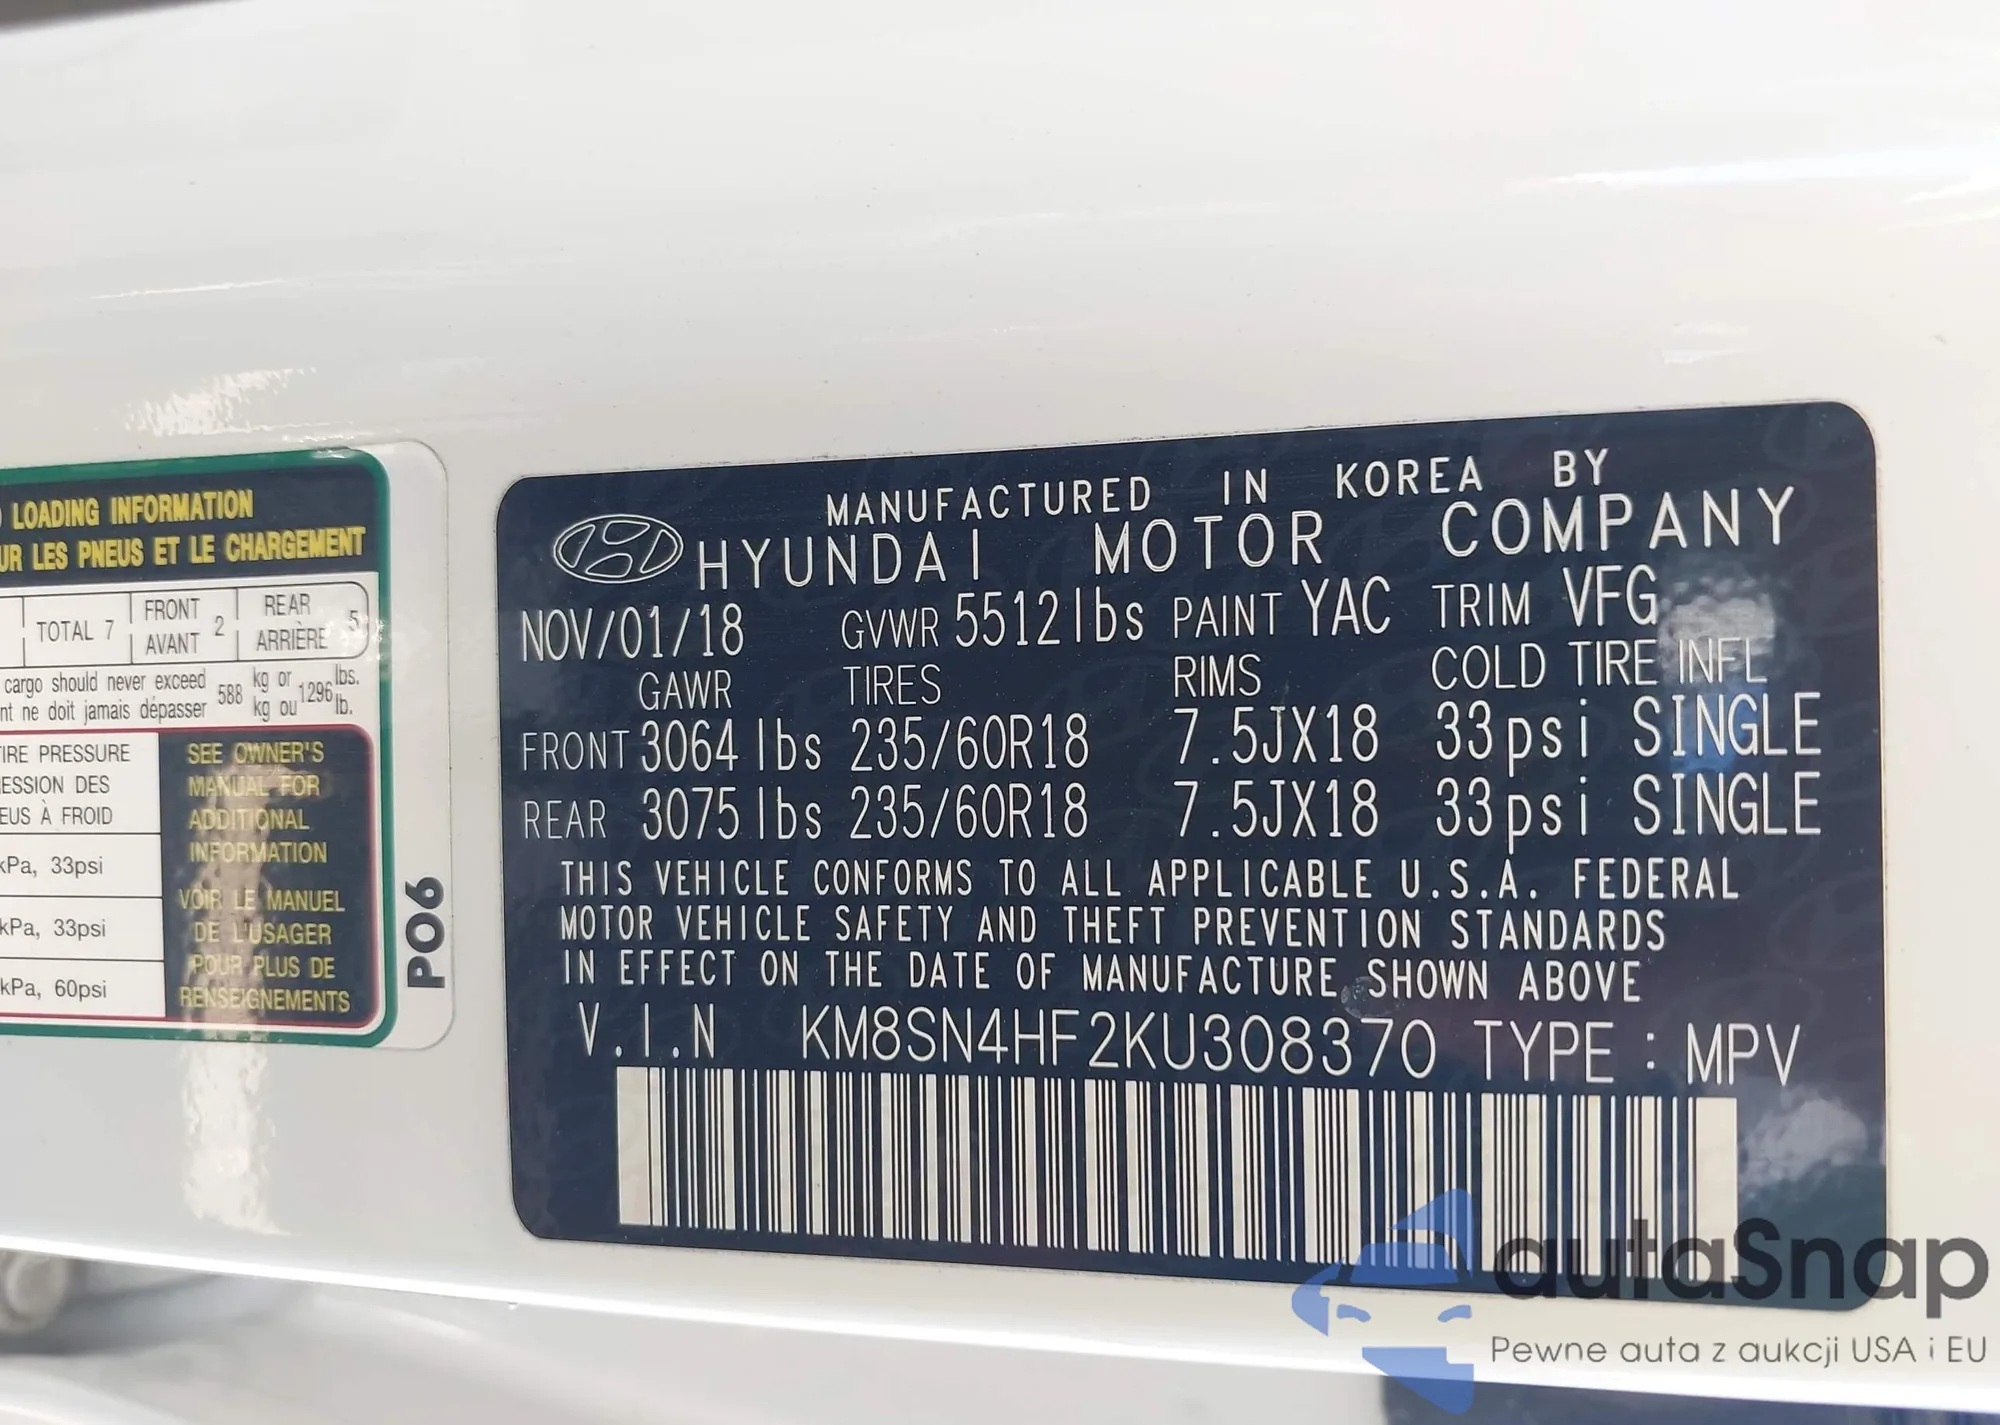 LOADING INFORMATION
UR LES PNEUS ET LE CHARGEMENT
TOTAL 7
FRONT
AVANT
2
REAR
ARRIÈRE
5
cargo should never exceed
nt ne doit jamais dépasser
588
kg or
kg ou
1296
lbs.
lb.
IRE PRESSURE
ESSION DES
EUS À FROID
kPa, 33psi
kPa, 33psi
kPa, 60psi
SEE OWNER'S
MANUAL FOR
ADDITIONAL
INFORMATION
VOIR LE MANUEL
DE L'USAGER
POUR PLUS DE
RENSEIGNEMENTS
PO6
MANUFACTURED IN KOREA BY
HYUNDAI MOTOR COMPANY
NOV/01/18 GVWR 5512lbs PAINT YAC TRIM VFG
GAWR TIRES RIMS COLD TIRE INFL
FRONT 3064 lbs 235/60R18 7.5JX18 33psi SINGLE
REAR 3075 lbs 235/60R18 7.5JX18 33psi SINGLE
THIS VEHICLE CONFORMS TO ALL APPLICABLE U.S.A. FEDERAL
MOTOR VEHICLE SAFETY AND THEFT PREVENTION STANDARDS
IN EFFECT ON THE DATE OF MANUFACTURE SHOWN ABOVE
V.I.N KM8SN4HF2KU308370 TYPE : MPV
autaSnap
Pewne auta z aukcji USA i EU